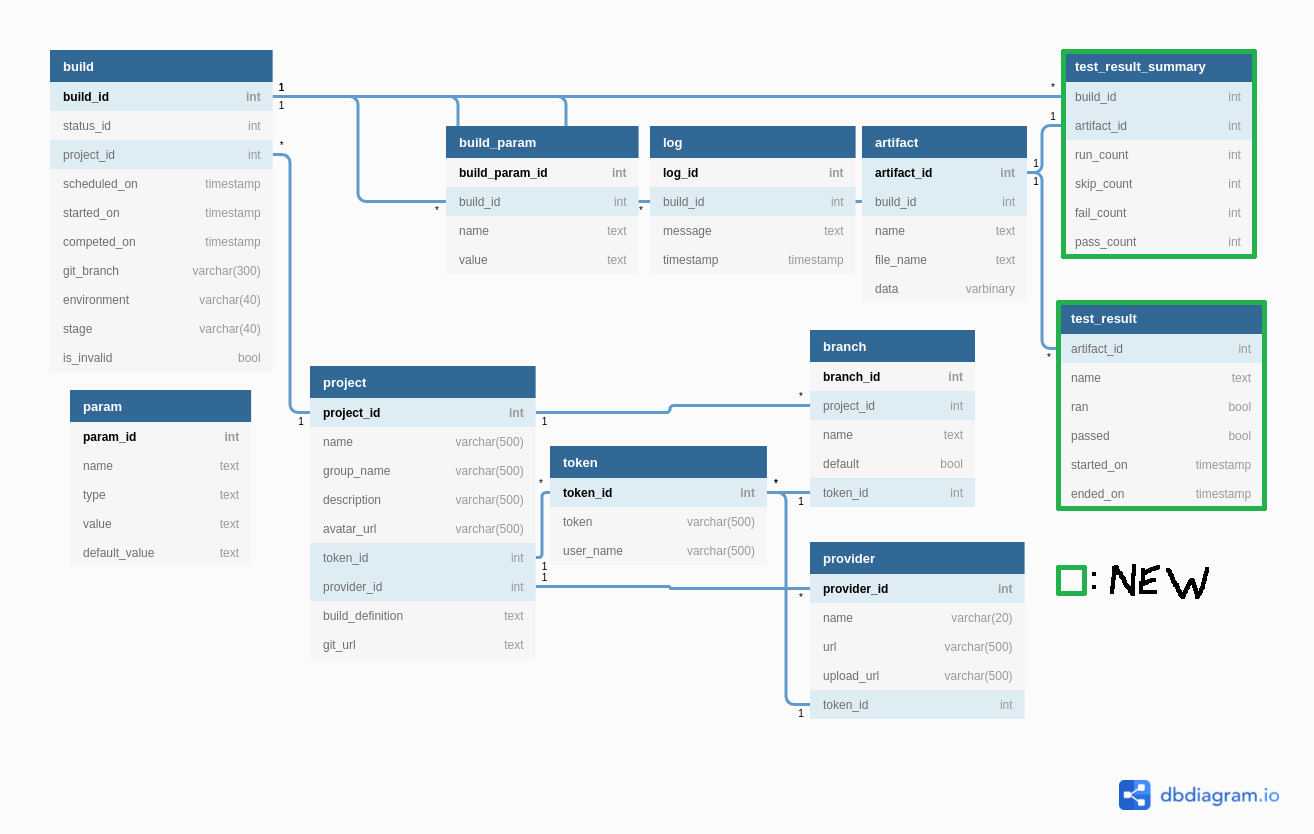 build
build_id int
status_id int
project_id int
scheduled_on timestamp
started_on timestamp
competed_on timestamp
git_branch varchar(300)
environment varchar(40)
stage varchar(40)
is_invalid bool
1
1
*
param
param_id int
name text
type text
value text
default_value text
build_param
build_param_id int
build_id int
name text
value text
*
log
log_id int
build_id int
message text
timestamp timestamp
*
artifact
artifact_id int
build_id int
name text
file_name text
data varbinary
1
1
test_result_summary
build_id int
artifact_id int
run_count int
skip_count int
fail_count int
pass_count int
*
1
test_result
artifact_id int
name text
ran bool
passed bool
started_on timestamp
ended_on timestamp
*
project
project_id int
name varchar(500)
group_name varchar(500)
description varchar(500)
avatar_url varchar(500)
token_id int
provider_id int
build_definition text
git_url text
1
1
1
1
token
token_id int
token varchar(500)
user_name varchar(500)
*
*
branch
branch_id int
project_id int
name text
default bool
token_id int
*
1
provider
provider_id int
name varchar(20)
url varchar(500)
upload_url varchar(500)
token_id int
*
1
: NEW
dbdiagram.io